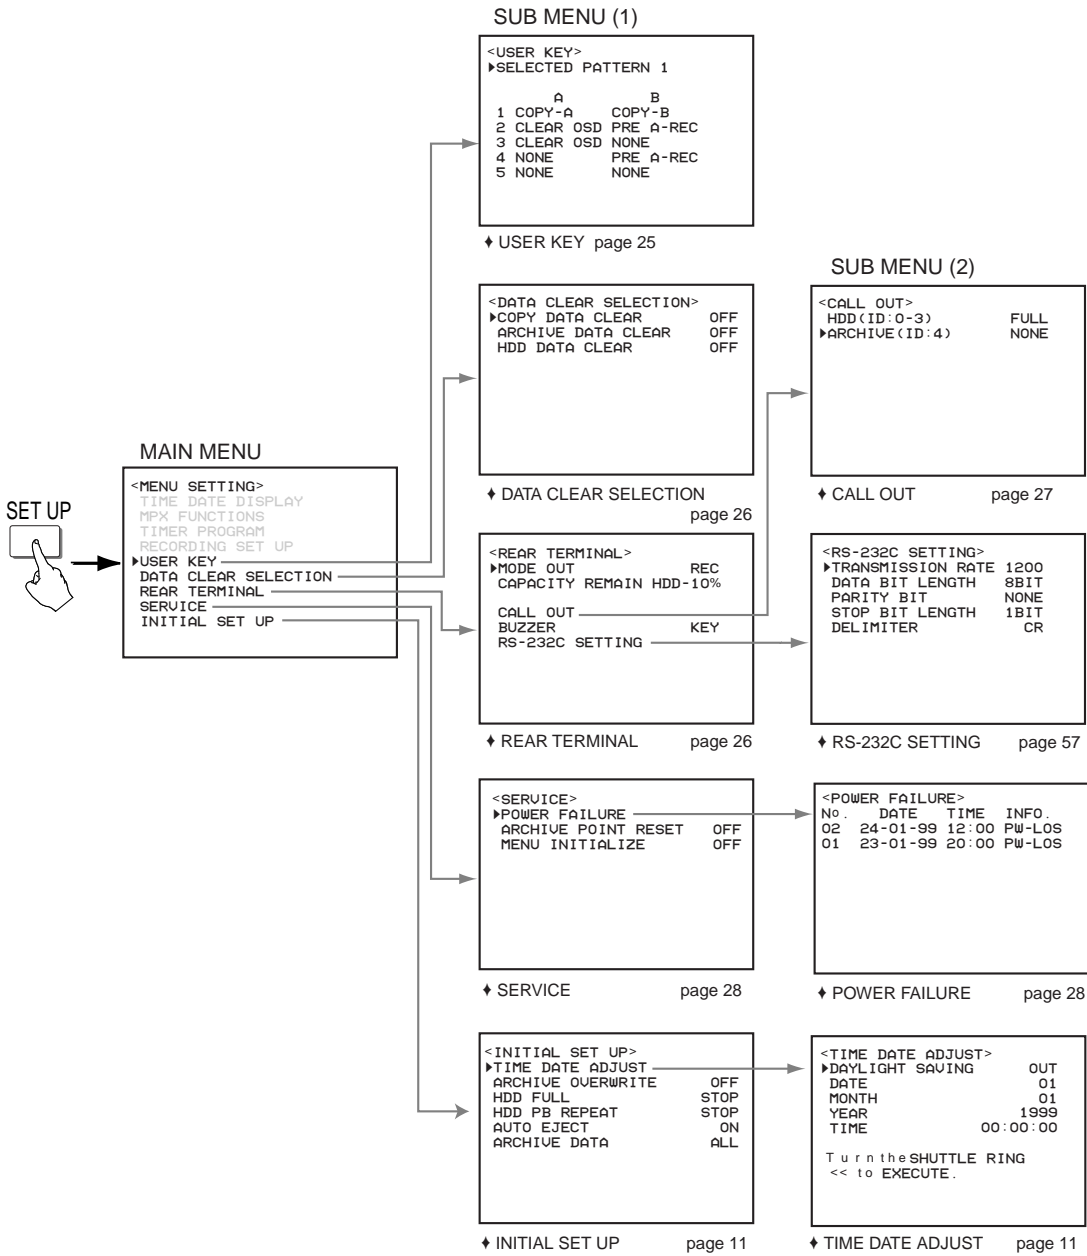 SUB MENU (1)
<USER KEY>
▶SELECTED PATTERN 1
A B
1 COPY-A COPY-B
2 CLEAR OSD PRE A-REC
3 CLEAR OSD NONE
4 NONE PRE A-REC
5 NONE NONE
♦ USER KEY page 25
SUB MENU (2)
<DATA CLEAR SELECTION>
▶COPY DATA CLEAR OFF
ARCHIVE DATA CLEAR OFF
HDD DATA CLEAR OFF
♦ DATA CLEAR SELECTION
page 26
<CALL OUT>
HDD(ID:0-3) FULL
▶ARCHIVE(ID:4) NONE
♦ CALL OUT page 27
MAIN MENU
SET UP
<MENU SETTING>
TIME DATE DISPLAY
MPX FUNCTIONS
TIMER PROGRAM
RECORDING SET UP
▶USER KEY
DATA CLEAR SELECTION
REAR TERMINAL
SERVICE
INITIAL SET UP
<REAR TERMINAL>
▶MODE OUT REC
CAPACITY REMAIN HDD-10%
CALL OUT
BUZZER KEY
RS-232C SETTING
♦ REAR TERMINAL page 26
<RS-232C SETTING>
▶TRANSMISSION RATE 1200
DATA BIT LENGTH 8BIT
PARITY BIT NONE
STOP BIT LENGTH 1BIT
DELIMITER CR
♦ RS-232C SETTING page 57
<SERVICE>
▶POWER FAILURE
ARCHIVE POINT RESET OFF
MENU INITIALIZE OFF
♦ SERVICE page 28
<POWER FAILURE>
No. DATE TIME INFO.
02 24-01-99 12:00 PW-LOS
01 23-01-99 20:00 PW-LOS
♦ POWER FAILURE page 28
<INITIAL SET UP>
▶TIME DATE ADJUST
ARCHIVE OVERWRITE OFF
HDD FULL STOP
HDD PB REPEAT STOP
AUTO EJECT ON
ARCHIVE DATA ALL
♦ INITIAL SET UP page 11
<TIME DATE ADJUST>
▶DAYLIGHT SAVING OUT
DATE 01
MONTH 01
YEAR 1999
TIME 00:00:00
Turn the SHUTTLE RING
<< to EXECUTE.
♦ TIME DATE ADJUST page 11